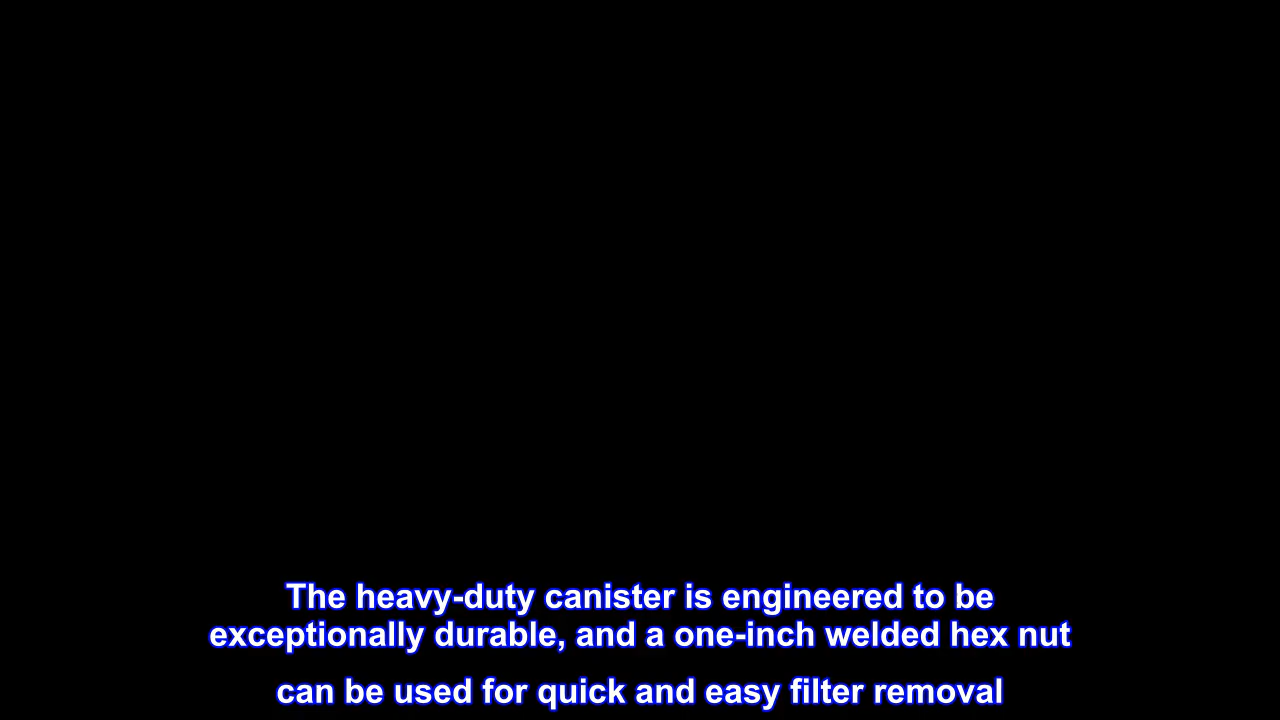 The heavy-duty canister is engineered to be
exceptionally durable, and a one-inch welded hex nut
can be used for quick and easy filter removal